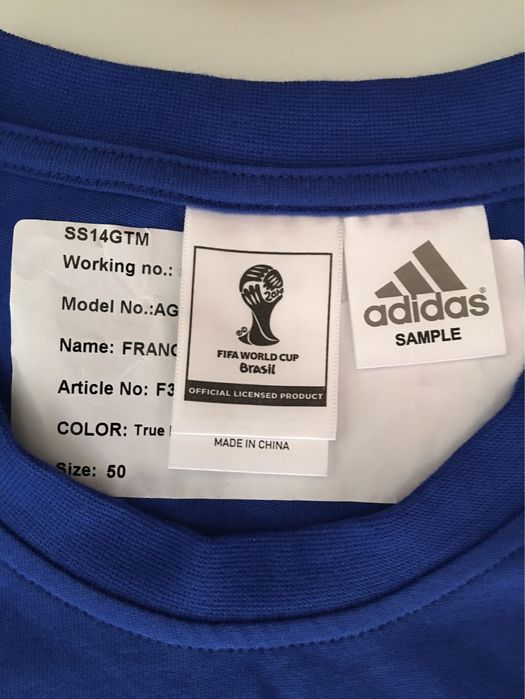 SS14GTM
Working no.:
Model No.:AG
Name: FRANC
Article No: F3
COLOR: True
Size: 50
2014
FIFA WORLD CUP
Brasil
OFFICIAL LICENSED PRODUCT
MADE IN CHINA
adidas
SAMPLE